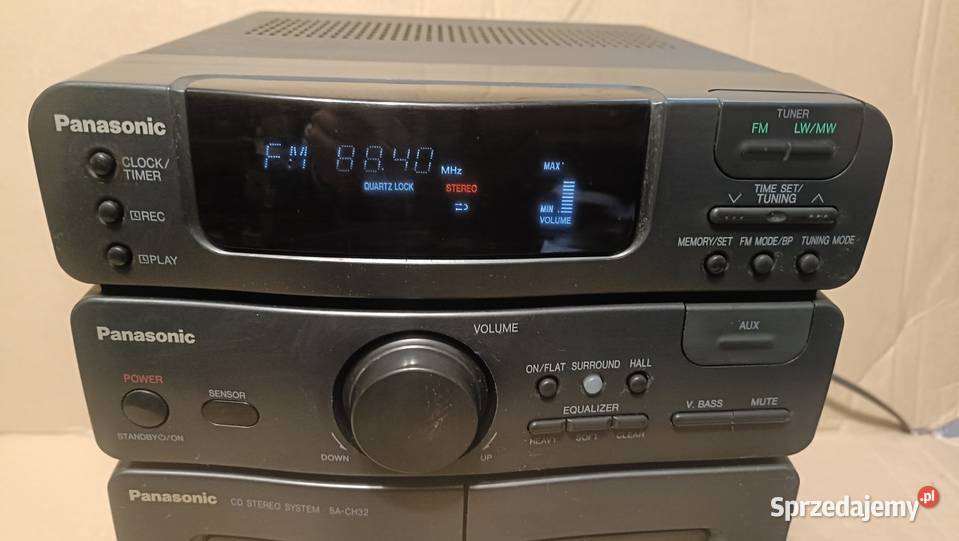 Panasonic
CLOCK/
TIMER
REC
PLAY
FM 88.40 MHz
QUARTZ LOCK STEREO
MAX
MIN
VOLUME
TUNER
FM LW/MW
TIME SET/
TUNING
MEMORY/SET FM MODE/BP TUNING MODE
Panasonic
POWER
STANDBY /ON
SENSOR
VOLUME
DOWN UP
ON/FLAT SURROUND HALL
EQUALIZER
HEAVY SOFT CLEAR
AUX
V. BASS MUTE
Panasonic CD STEREO SYSTEM SA-CH32
Sprzedajemy.pl